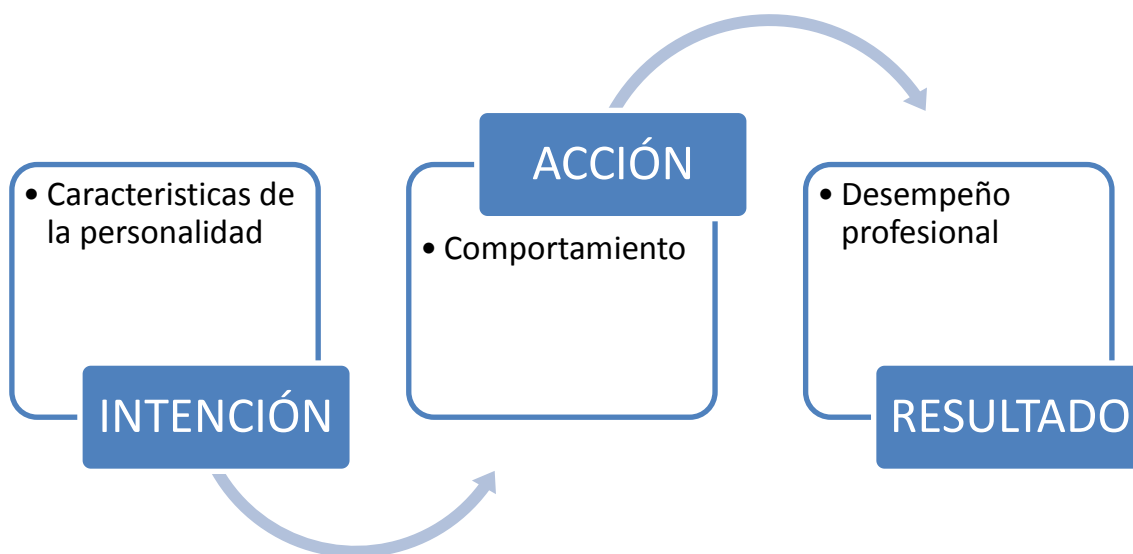 • Caracteristicas de
la personalidad
INTENCIÓN
ACCIÓN
• Comportamiento
• Desempeño
profesional
RESULTADO